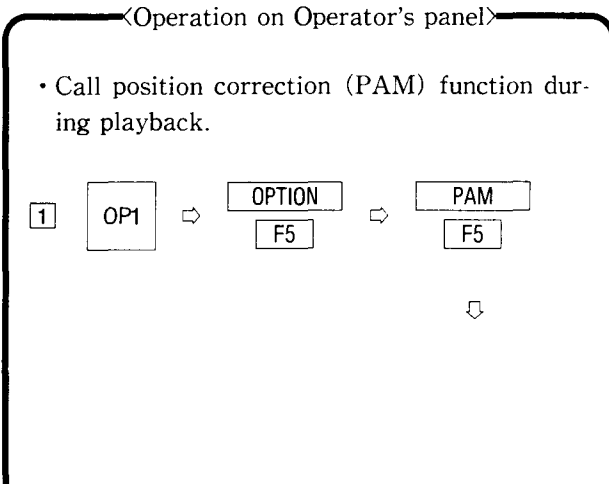 〈Operation on Operator's panel〉
・Call position correction (PAM) function dur-
ing playback.
1 OP1 ⇨ OPTION ⇨ PAM
F5 F5
⇩